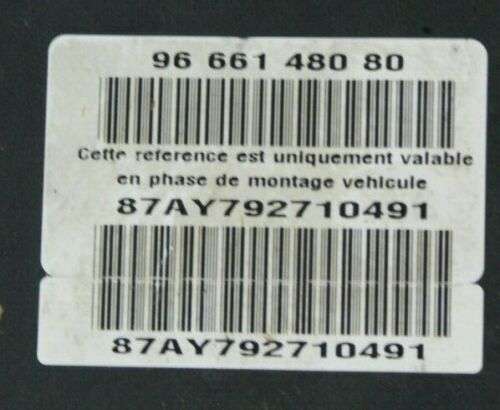 96 661 480 80
Cette reference est uniquement valable
en phase de montage vehicule
87AY792710491
87AY792710491